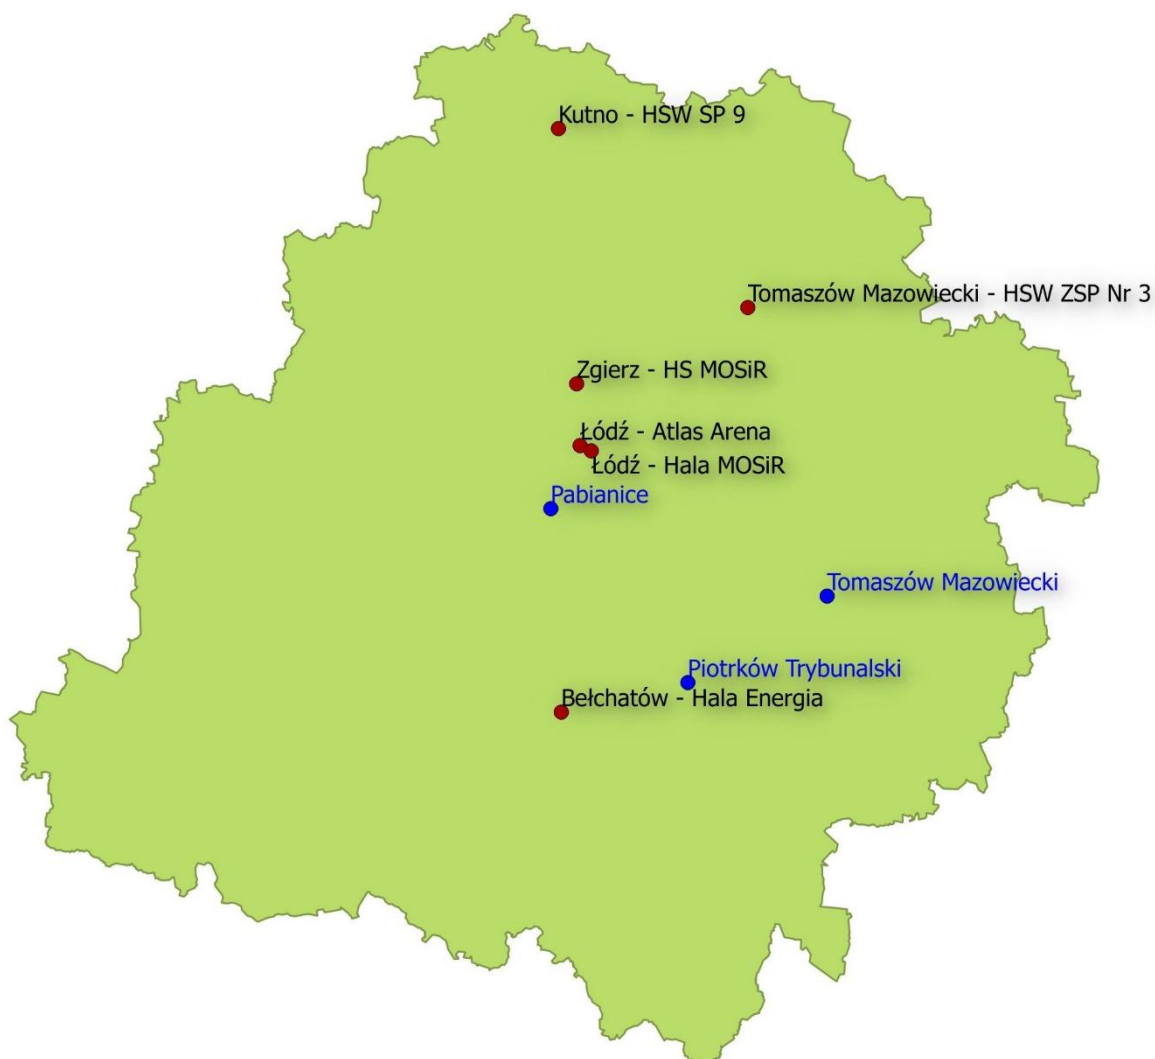 Kutno - HSW SP 9
Tomaszów Mazowiecki - HSW ZSP Nr 3
Zgierz - HS MOSiR
Łódź - Atlas Arena
Łódź - Hala MOSiR
Pabianice
Tomaszów Mazowiecki
Piotrków Trybunalski
Bełchatów - Hala Energia